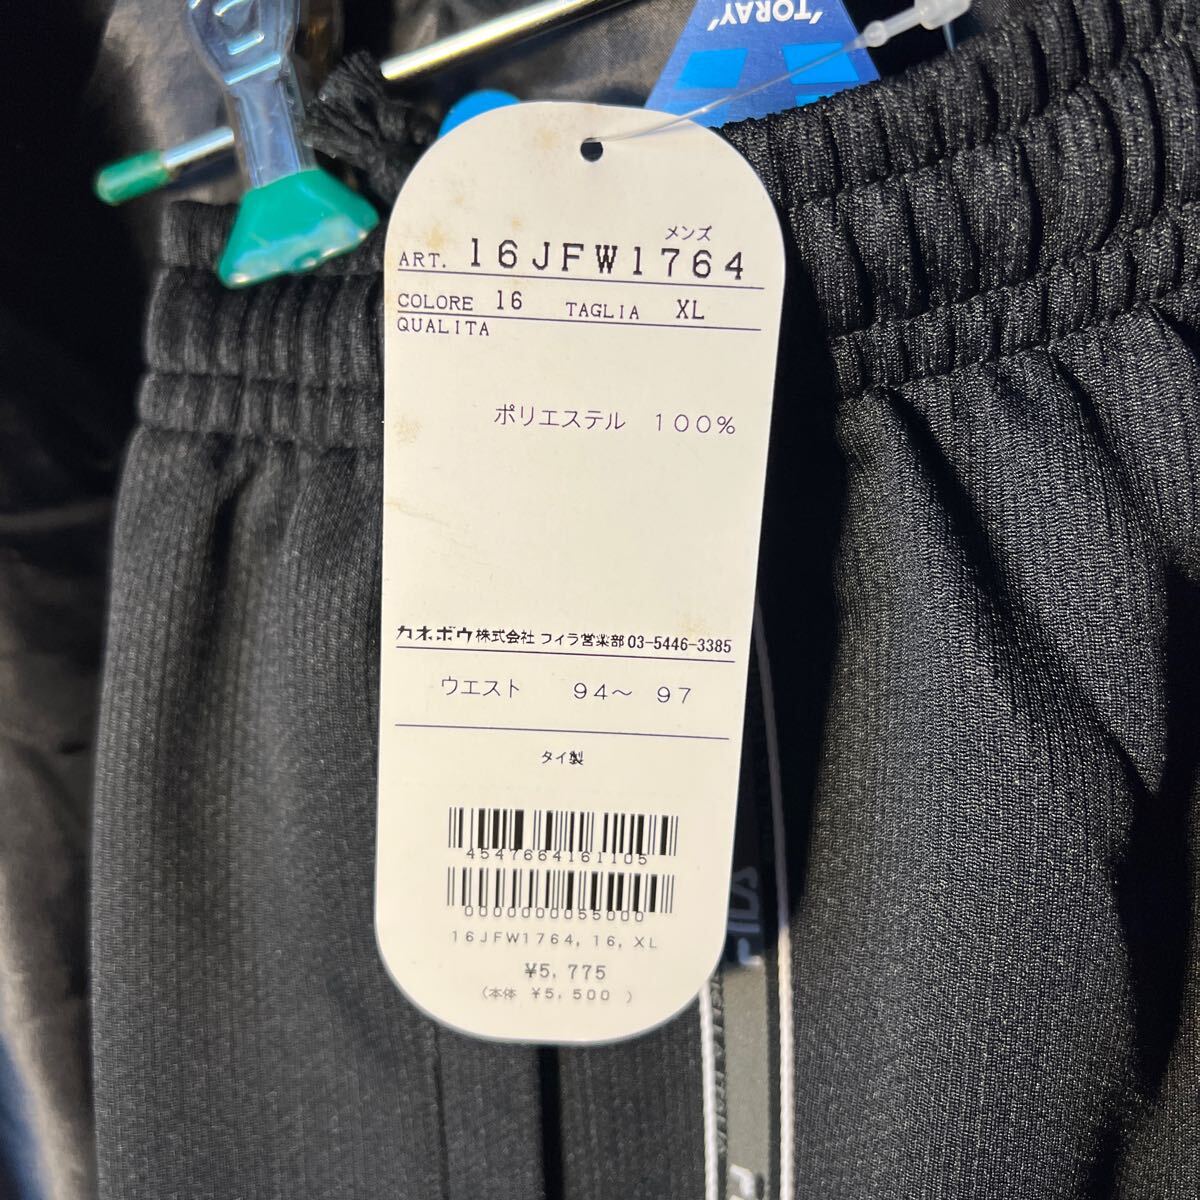 'TORAY'
メンズ
ART. 16JFW1764
COLORE 16 TAGLIA XL
QUALITA
ポリエステル 100%
カネボウ株式会社 フィラ営業部 03-5446-3385
ウエスト 94〜 97
タイ製
4547664161105
0000000055000
16JFW1764, 16, XL
¥5,775
(本体 ¥5,500 )
FILA